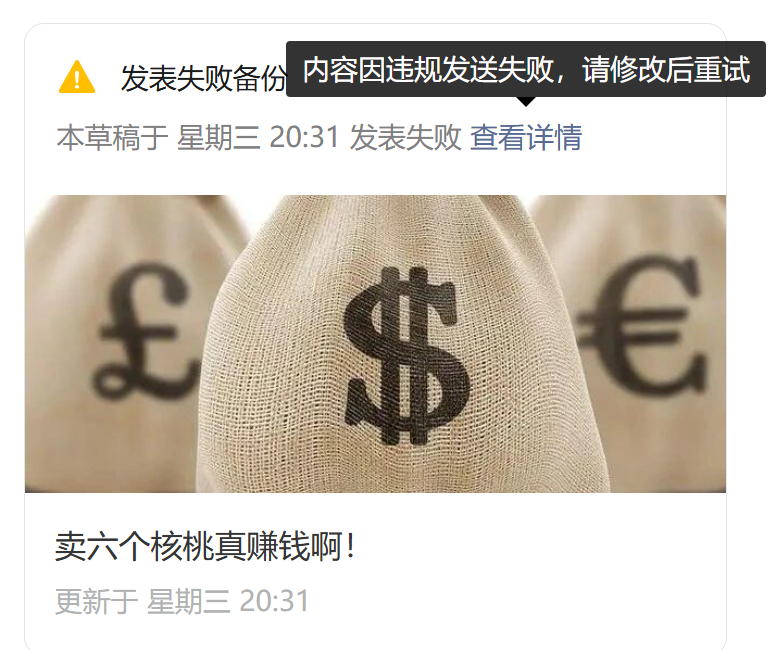 发表失败备份
内容因违规发送失败，请修改后重试
本草稿于 星期三 20:31 发表失败 查看详情
£
$
€
卖六个核桃真赚钱啊！
更新于 星期三 20:31